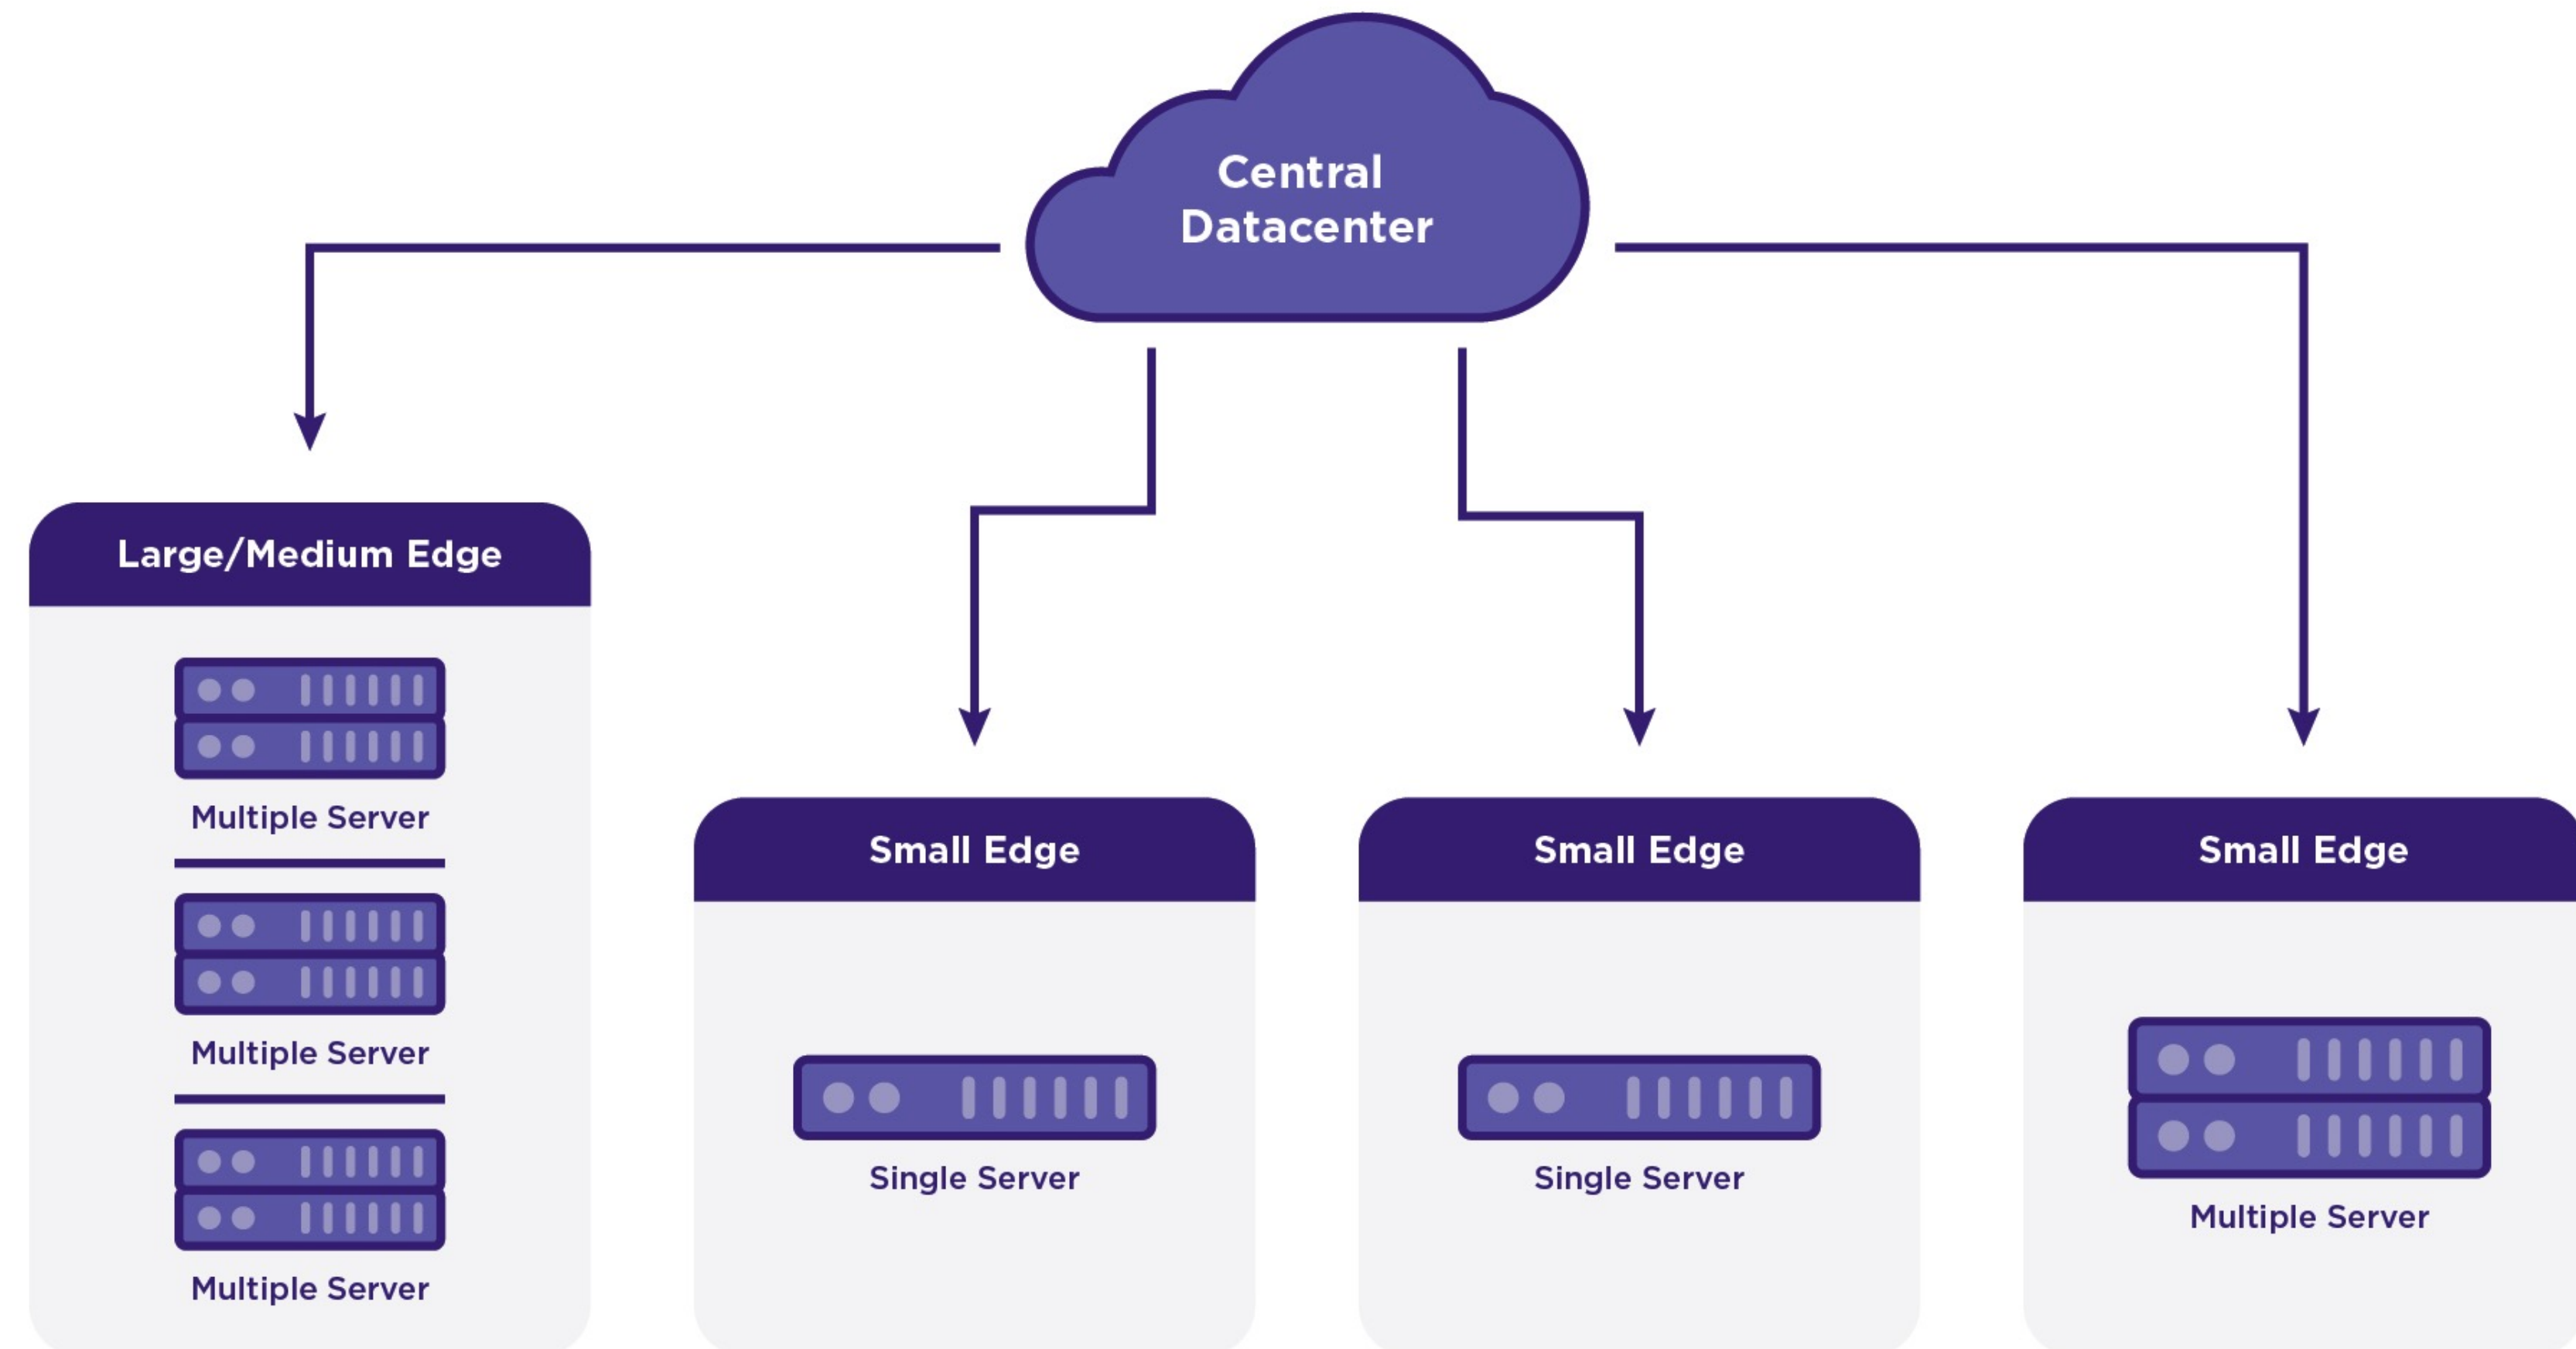 Central
Datacenter
Large/Medium Edge
Multiple Server
Multiple Server
Multiple Server
Small Edge
Single Server
Small Edge
Single Server
Small Edge
Multiple Server